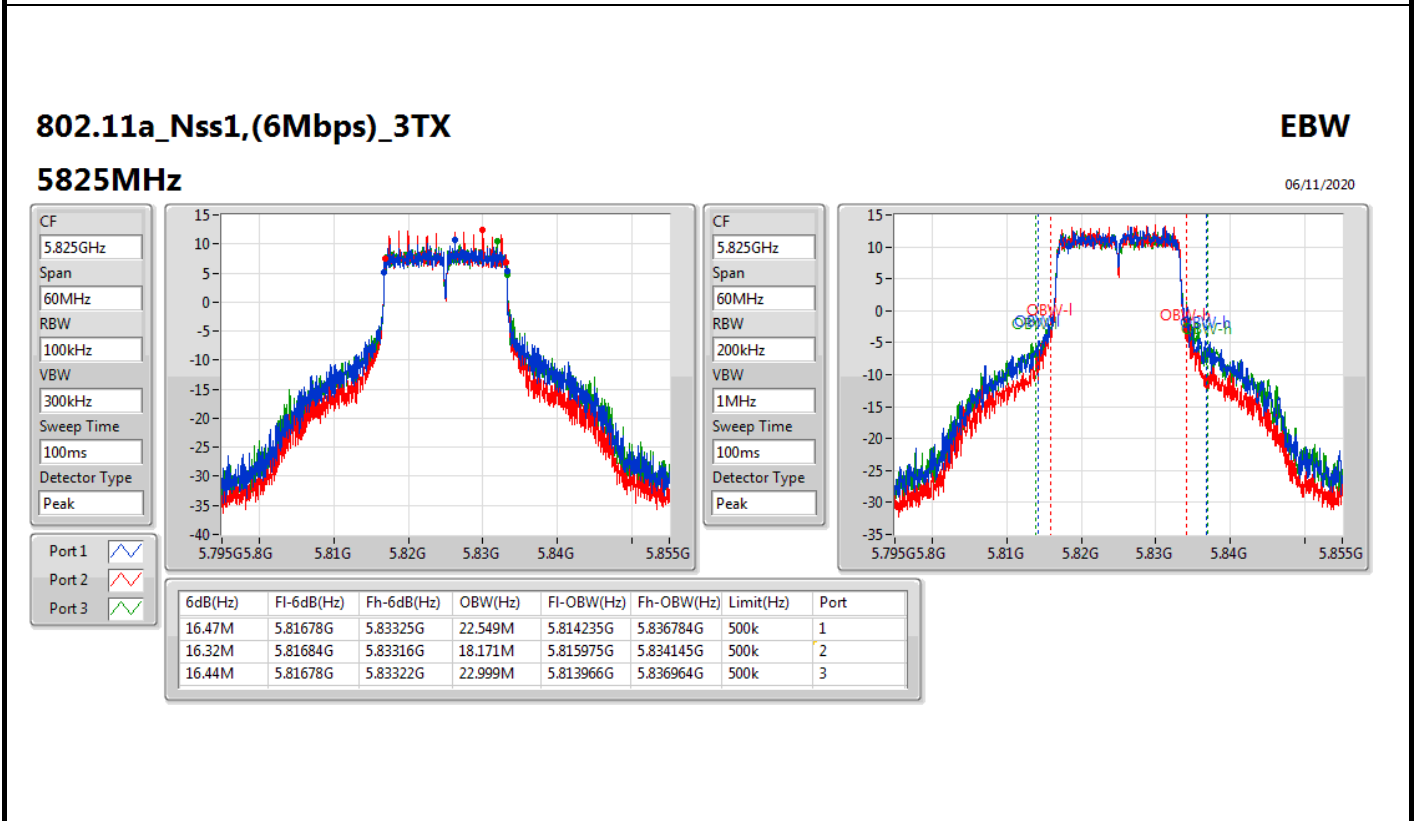 802.11a_Nss1,(6Mbps)_3TX
EBW
5825MHz
06/11/2020
CF
5.825GHz
Span
60MHz
RBW
100kHz
VBW
300kHz
Sweep Time
100ms
Detector Type
Peak
Port 1
Port 2
Port 3
15
10
5
0
-5
-10
-15
-20
-25
-30
-35
-40
5.795G 5.8G 5.81G 5.82G 5.83G 5.84G 5.855G
CF
5.825GHz
Span
60MHz
RBW
200kHz
VBW
1MHz
Sweep Time
100ms
Detector Type
Peak
15
10
5
0
-5
-10
-15
-20
-25
-30
-35
OBW-l
OBW-h
5.795G 5.8G 5.81G 5.82G 5.83G 5.84G 5.855G
6dB(Hz) Fl-6dB(Hz) Fh-6dB(Hz) OBW(Hz) Fl-OBW(Hz) Fh-OBW(Hz) Limit(Hz) Port
16.47M 5.81678G 5.83325G 22.549M 5.814235G 5.836784G 500k 1
16.32M 5.81684G 5.83316G 18.171M 5.815975G 5.834145G 500k 2
16.44M 5.81678G 5.83322G 22.999M 5.813966G 5.836964G 500k 3